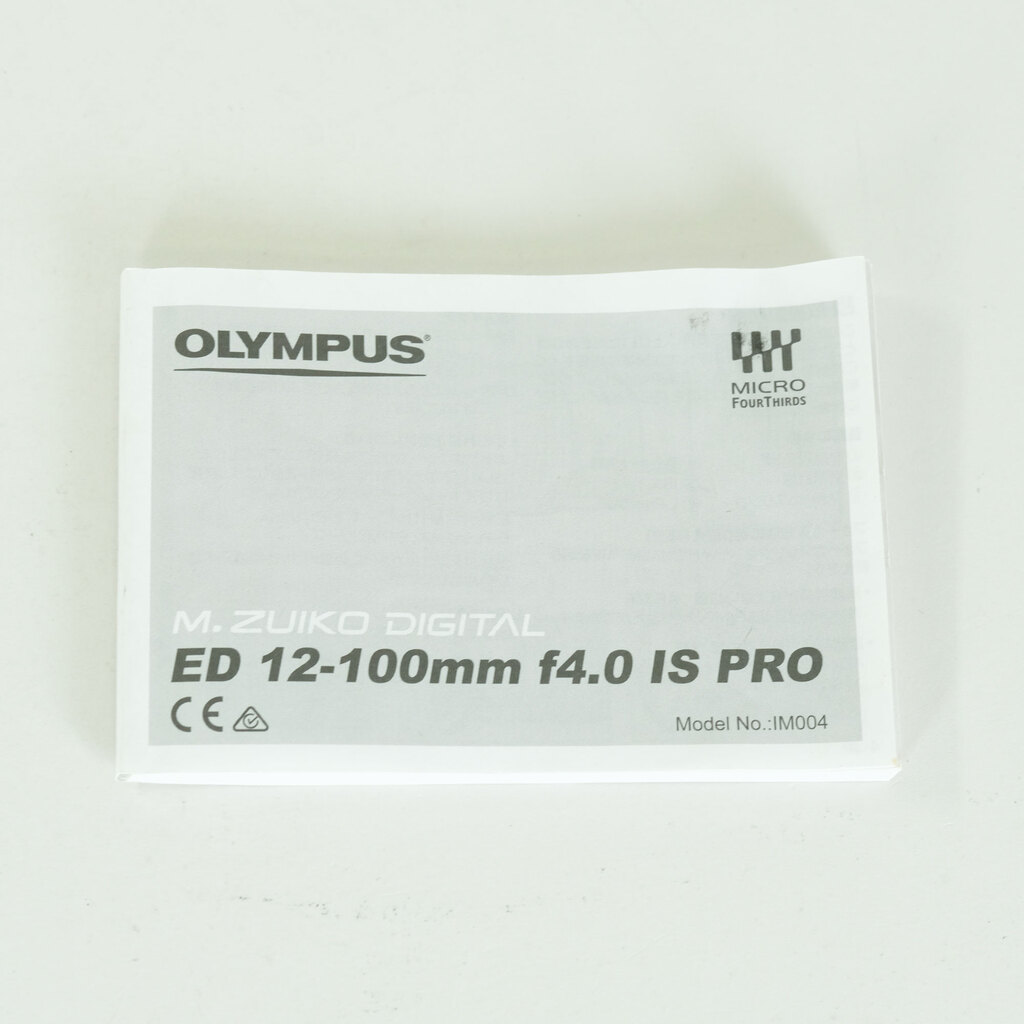 OLYMPUS®
MICRO
FOURTHIRDS
M. ZUIKO DIGITAL
ED 12-100mm f4.0 IS PRO
CE
Model No.:IM004